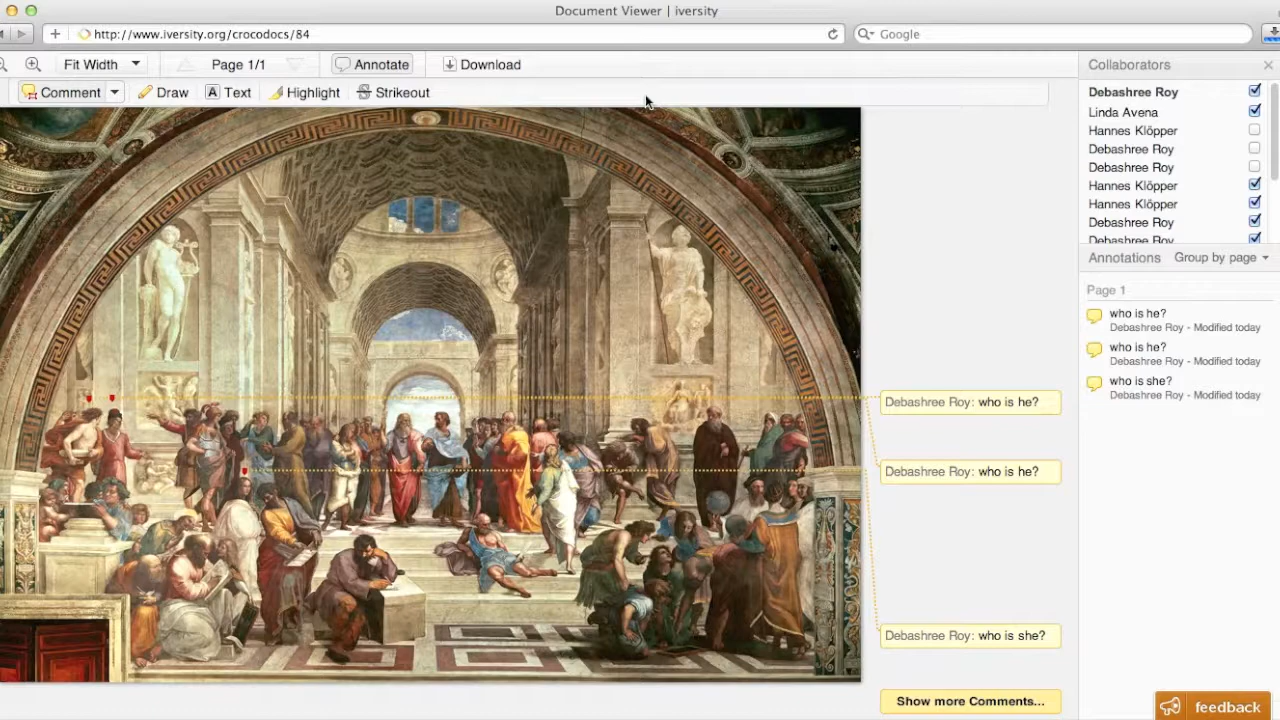 Document Viewer | iversity
http://www.iversity.org/crocodocs/84
Google
Fit Width
Page 1/1
Annotate
Download
Comment
Draw
A Text
Highlight
Strikeout
Debashree Roy: who is he?
Debashree Roy: who is he?
Debashree Roy: who is she?
Show more Comments...
Collaborators
Debashree Roy
Linda Avena
Hannes Klöpper
Debashree Roy
Debashree Roy
Hannes Klöpper
Hannes Klöpper
Debashree Roy
Debashree Roy
Annotations Group by page
Page 1
who is he?
Debashree Roy - Modified today
who is he?
Debashree Roy - Modified today
who is she?
Debashree Roy - Modified today
feedback